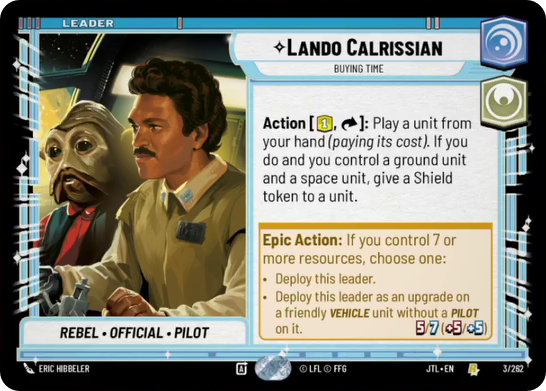 LEADER
LANDO CALRISSIAN
BUYING TIME
Action [1, ]: Play a unit from
your hand (paying its cost). If you
do and you control a ground unit
and a space unit, give a Shield
token to a unit.
Epic Action: If you control 7 or
more resources, choose one:
• Deploy this leader.
• Deploy this leader as an upgrade on
a friendly VEHICLE unit without a PILOT
on it.
5/7 (+5/+5)
REBEL • OFFICIAL • PILOT
ERIC HIBBELER
A
© LFL © FFG
JTL • EN
R
3/262